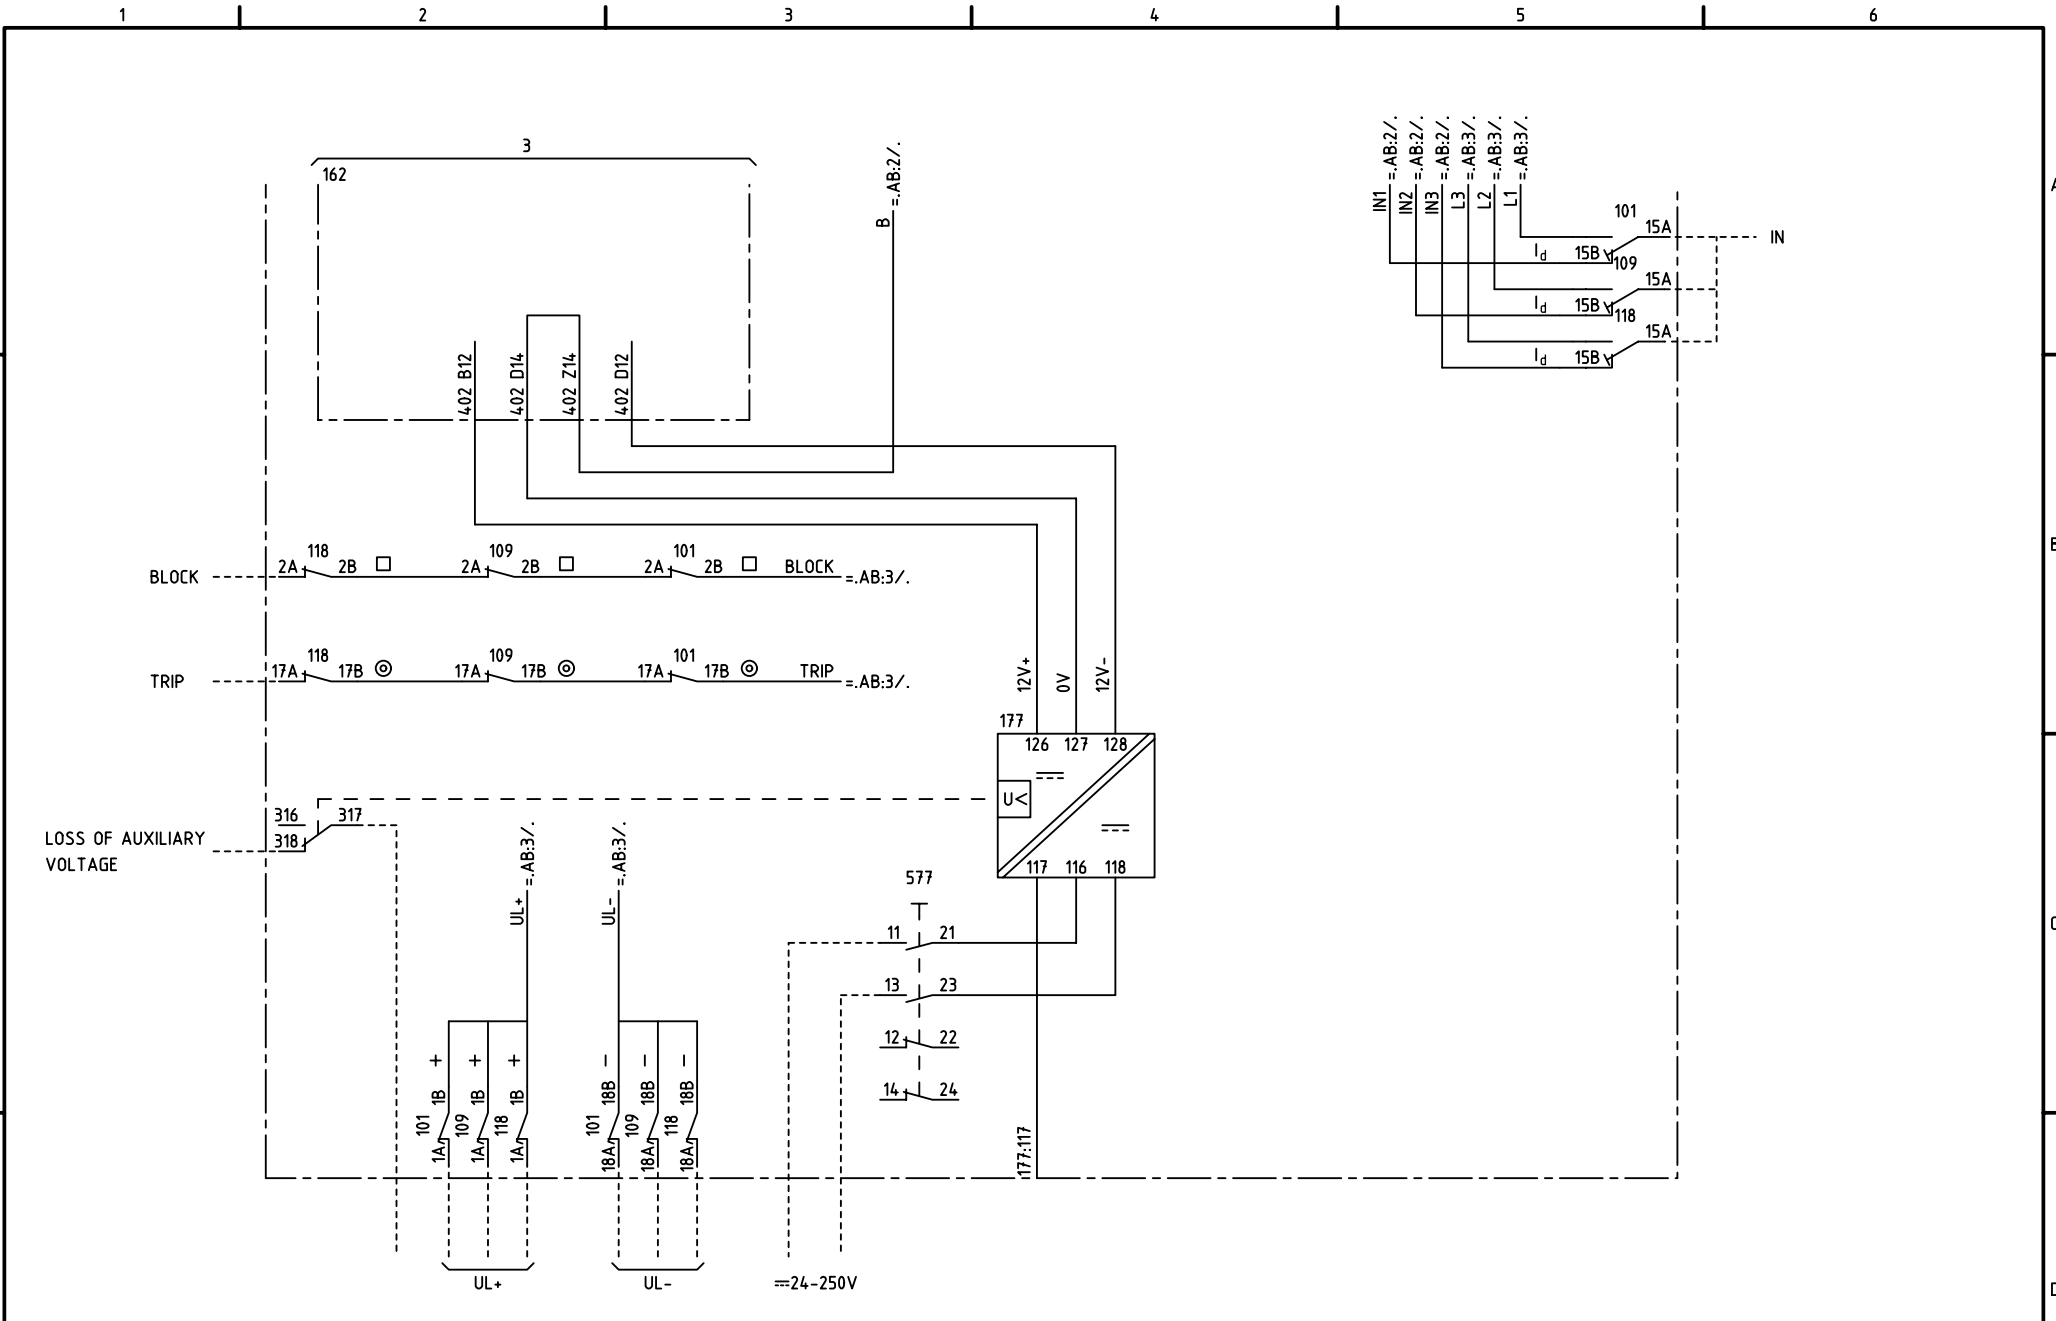 1 2 3 4 5 6
3
162
B =.AB:2/.
IN1 =.AB:2/.
IN2 =.AB:2/.
IN3 =.AB:2/.
L3 =.AB:3/.
L2 =.AB:3/.
L1 =.AB:3/.
101
15A IN
Id 15B
109
15A
Id 15B
118
15A
Id 15B
402 B12
402 D14
402 Z14
402 D12
118 109 101
BLOCK 2A 2B 2A 2B 2A 2B BLOCK =.AB:3/.
118 109 101
TRIP 17A 17B 17A 17B 17A 17B TRIP =.AB:3/.
12V+
0V
12V-
177
126 127 128
U<
117 116 118
316 317
318
LOSS OF AUXILIARY
VOLTAGE
UL+ =.AB:3/.
UL- =.AB:3/.
577
11 21
13 23
12 22
14 24
101 1A 1B +
109 1A 1B +
118 1A 1B +
101 18A 18B -
109 18A 18B -
118 18A 18B -
177:117
UL+
UL-
24-250V